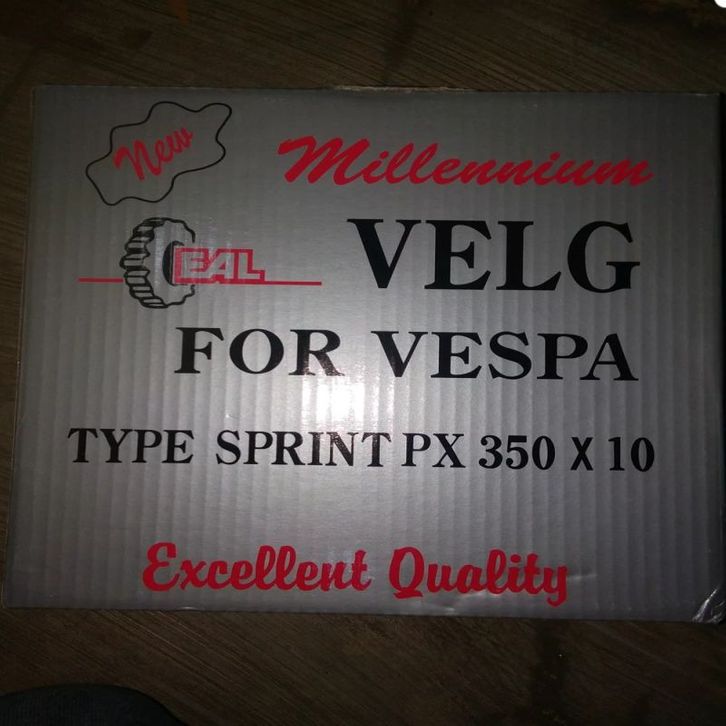 New
Millennium
EAL
VELG
FOR VESPA
TYPE SPRINT PX 350 X 10
Excellent Quality